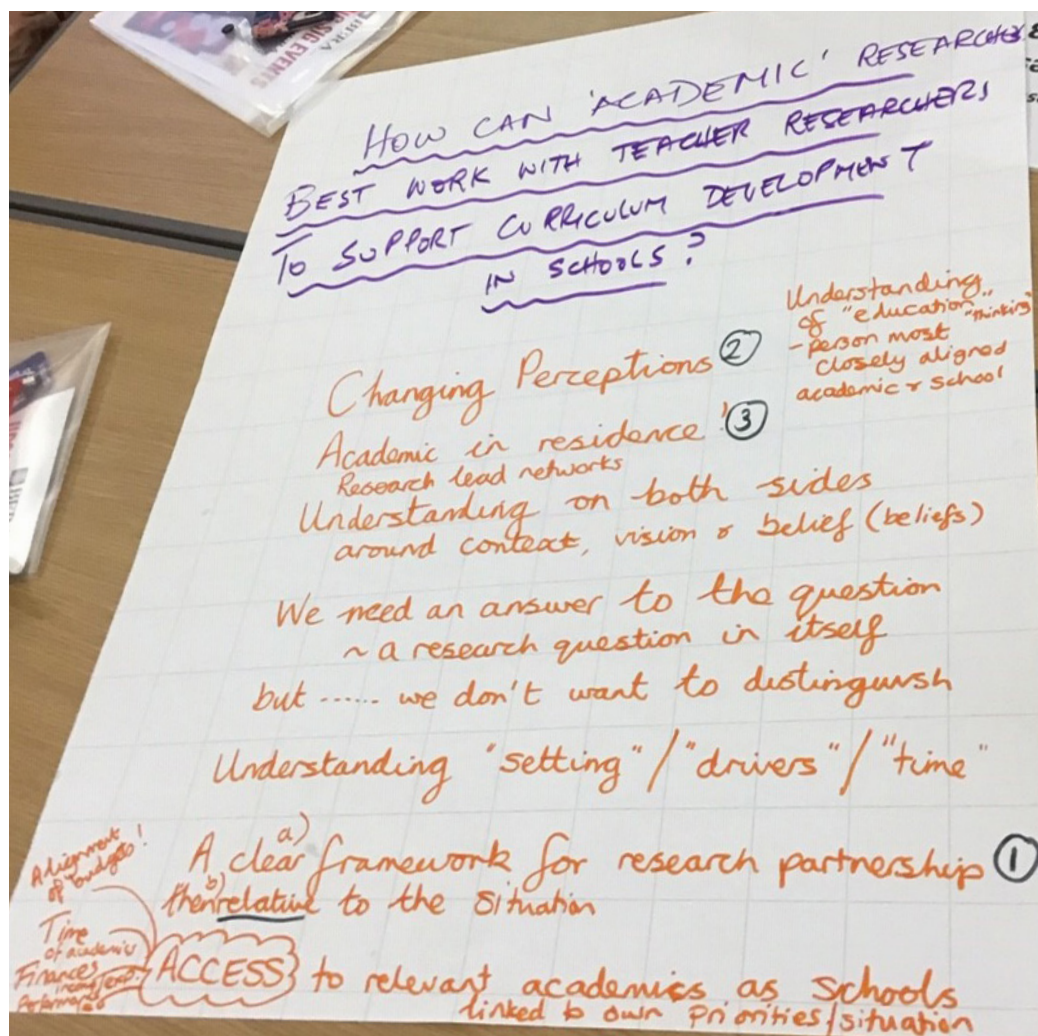 BERA
SIG EVENTS
HOW CAN 'ACADEMIC' RESEARCHERS
BEST WORK WITH TEACHER RESEARCHERS
TO SUPPORT CURRICULUM DEVELOPMENT
IN SCHOOLS?
Understanding
of "education"
"thinking"
- person most
closely aligned
academic & school
Changing Perceptions ②
Academic in residence! ③
Research lead networks
Understanding on both sides
around context, vision & belief (beliefs)
We need an answer to the question
~ a research question in itself
but ...... we don't want to distinguish
Understanding "setting" / "drivers" / "time"
a)
A clear framework for research partnership ①
b)
then relative to the situation
Alignment
of budgets!
Time
of academics
Finances
ACCESS to relevant academics as schools
linked to own priorities/situation